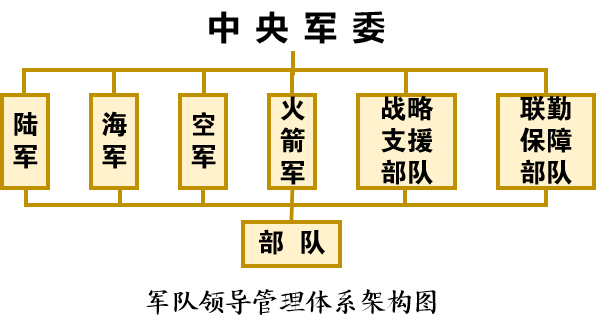 中央军委
陆军
海军
空军
火箭军
战略
支援
部队
联勤
保障
部队
部队
军队领导管理体系架构图